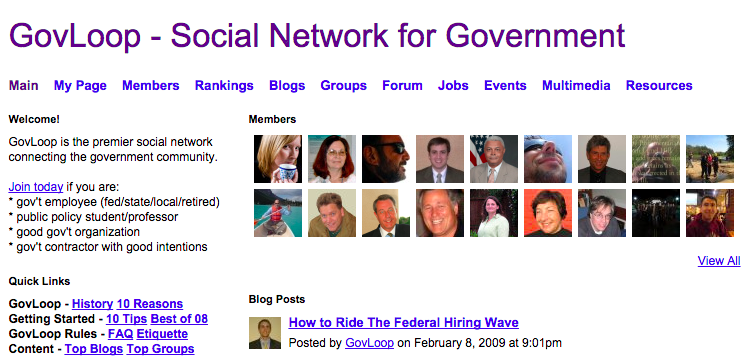 GovLoop - Social Network for Government
Main My Page Members Rankings Blogs Groups Forum Jobs Events Multimedia Resources
Welcome!
GovLoop is the premier social network
connecting the government community.
Join today if you are:
* gov't employee (fed/state/local/retired)
* public policy student/professor
* good gov't organization
* gov't contractor with good intentions
Quick Links
GovLoop - History 10 Reasons
Getting Started - 10 Tips Best of 08
GovLoop Rules - FAQ Etiquette
Content - Top Blogs Top Groups
Members
View All
Blog Posts
How to Ride The Federal Hiring Wave
Posted by GovLoop on February 8, 2009 at 9:01pm